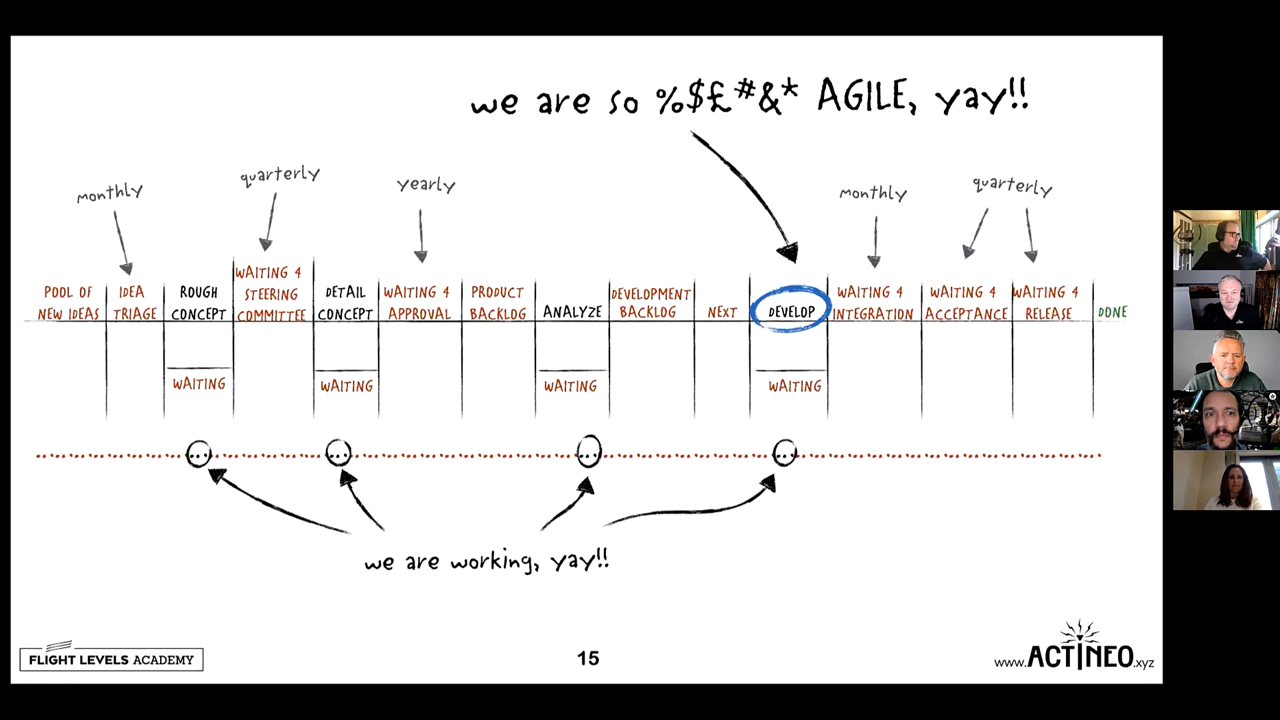 we are so %$£#&* AGILE, yay!!
monthly
quarterly
yearly
monthly
quarterly
POOL OF
NEW IDEAS
IDEA
TRIAGE
ROUGH
CONCEPT
WAITING 4
STEERING
COMMITTEE
DETAIL
CONCEPT
WAITING 4
APPROVAL
PRODUCT
BACKLOG
ANALYZE
DEVELOPMENT
BACKLOG
NEXT
DEVELOP
WAITING 4
INTEGRATION
WAITING 4
ACCEPTANCE
WAITING 4
RELEASE
DONE
WAITING
WAITING
WAITING
WAITING
we are working, yay!!
FLIGHT LEVELS ACADEMY
15
www.ACTINEO.xyz